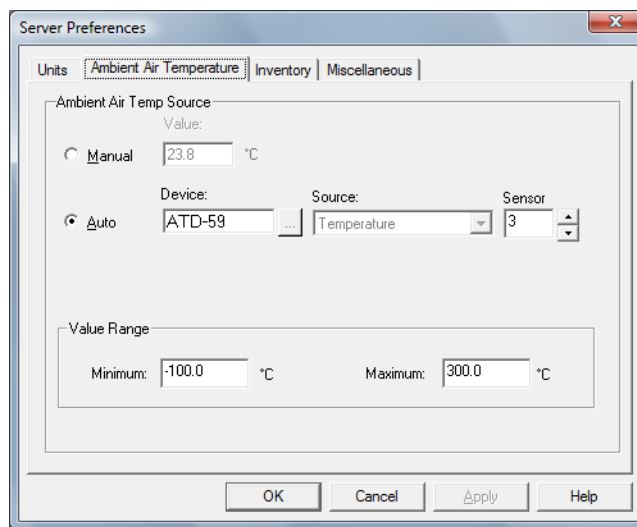 Server Preferences
Units Ambient Air Temperature Inventory Miscellaneous
Ambient Air Temp Source
Value:
Manual 23.8 °C
Device: Source: Sensor
Auto ATD-59 ... Temperature 3
Value Range
Minimum: -100.0 °C Maximum: 300.0 °C
OK Cancel Apply Help